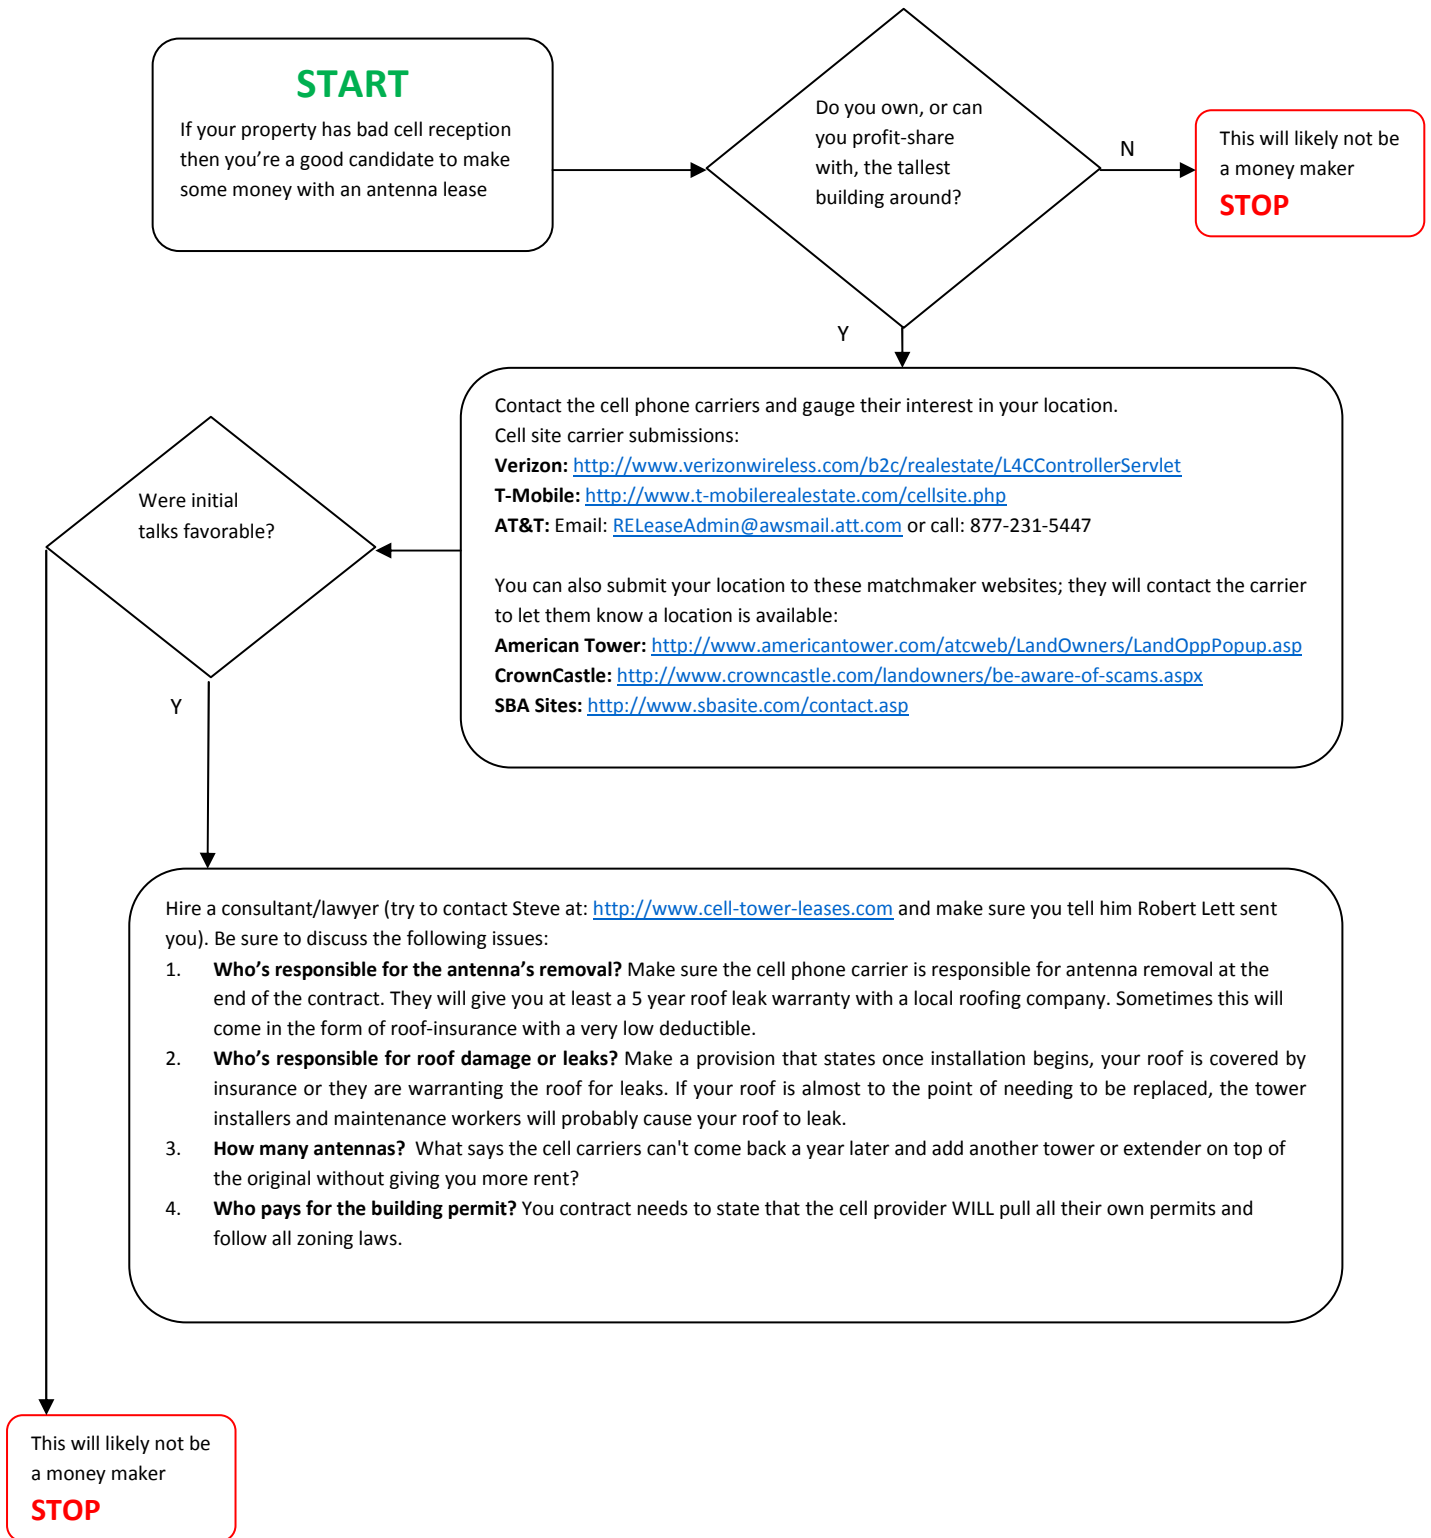 START
If your property has bad cell reception
then you’re a good candidate to make
some money with an antenna lease
Do you own, or can
you profit-share
with, the tallest
building around?
N
This will likely not be
a money maker
STOP
Y
Contact the cell phone carriers and gauge their interest in your location.
Cell site carrier submissions:
Verizon: http://www.verizonwireless.com/b2c/realestate/L4CControllerServlet
T-Mobile: http://www.t-mobilerealestate.com/cellsite.php
AT&T: Email: RELeaseAdmin@awsmail.att.com or call: 877-231-5447
You can also submit your location to these matchmaker websites; they will contact the carrier
to let them know a location is available:
American Tower: http://www.americantower.com/atcweb/LandOwners/LandOppPopup.asp
CrownCastle: http://www.crowncastle.com/landowners/be-aware-of-scams.aspx
SBA Sites: http://www.sbasite.com/contact.asp
Were initial
talks favorable?
Y
Hire a consultant/lawyer (try to contact Steve at: http://www.cell-tower-leases.com and make sure you tell him Robert Lett sent
you). Be sure to discuss the following issues:
1. Who’s responsible for the antenna’s removal? Make sure the cell phone carrier is responsible for antenna removal at the
end of the contract. They will give you at least a 5 year roof leak warranty with a local roofing company. Sometimes this will
come in the form of roof-insurance with a very low deductible.
2. Who’s responsible for roof damage or leaks? Make a provision that states once installation begins, your roof is covered by
insurance or they are warranting the roof for leaks. If your roof is almost to the point of needing to be replaced, the tower
installers and maintenance workers will probably cause your roof to leak.
3. How many antennas? What says the cell carriers can't come back a year later and add another tower or extender on top of
the original without giving you more rent?
4. Who pays for the building permit? You contract needs to state that the cell provider WILL pull all their own permits and
follow all zoning laws.
This will likely not be
a money maker
STOP